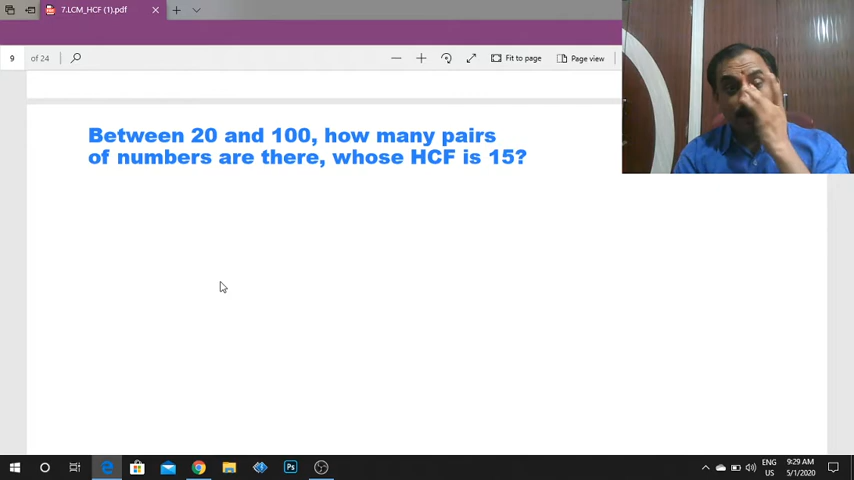 7.LCM_HCF (1).pdf
9 of 24
Fit to page
Page view
Between 20 and 100, how many pairs
of numbers are there, whose HCF is 15?
Ps
ENG 9:29 AM
US 5/1/2020